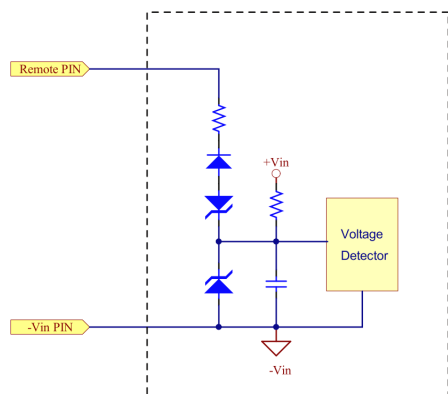 Remote PIN
+Vin
Voltage
Detector
-Vin PIN
-Vin